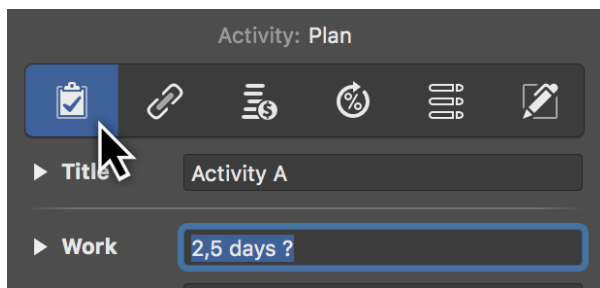 Activity: Plan
Title
Activity A
Work
2,5 days ?